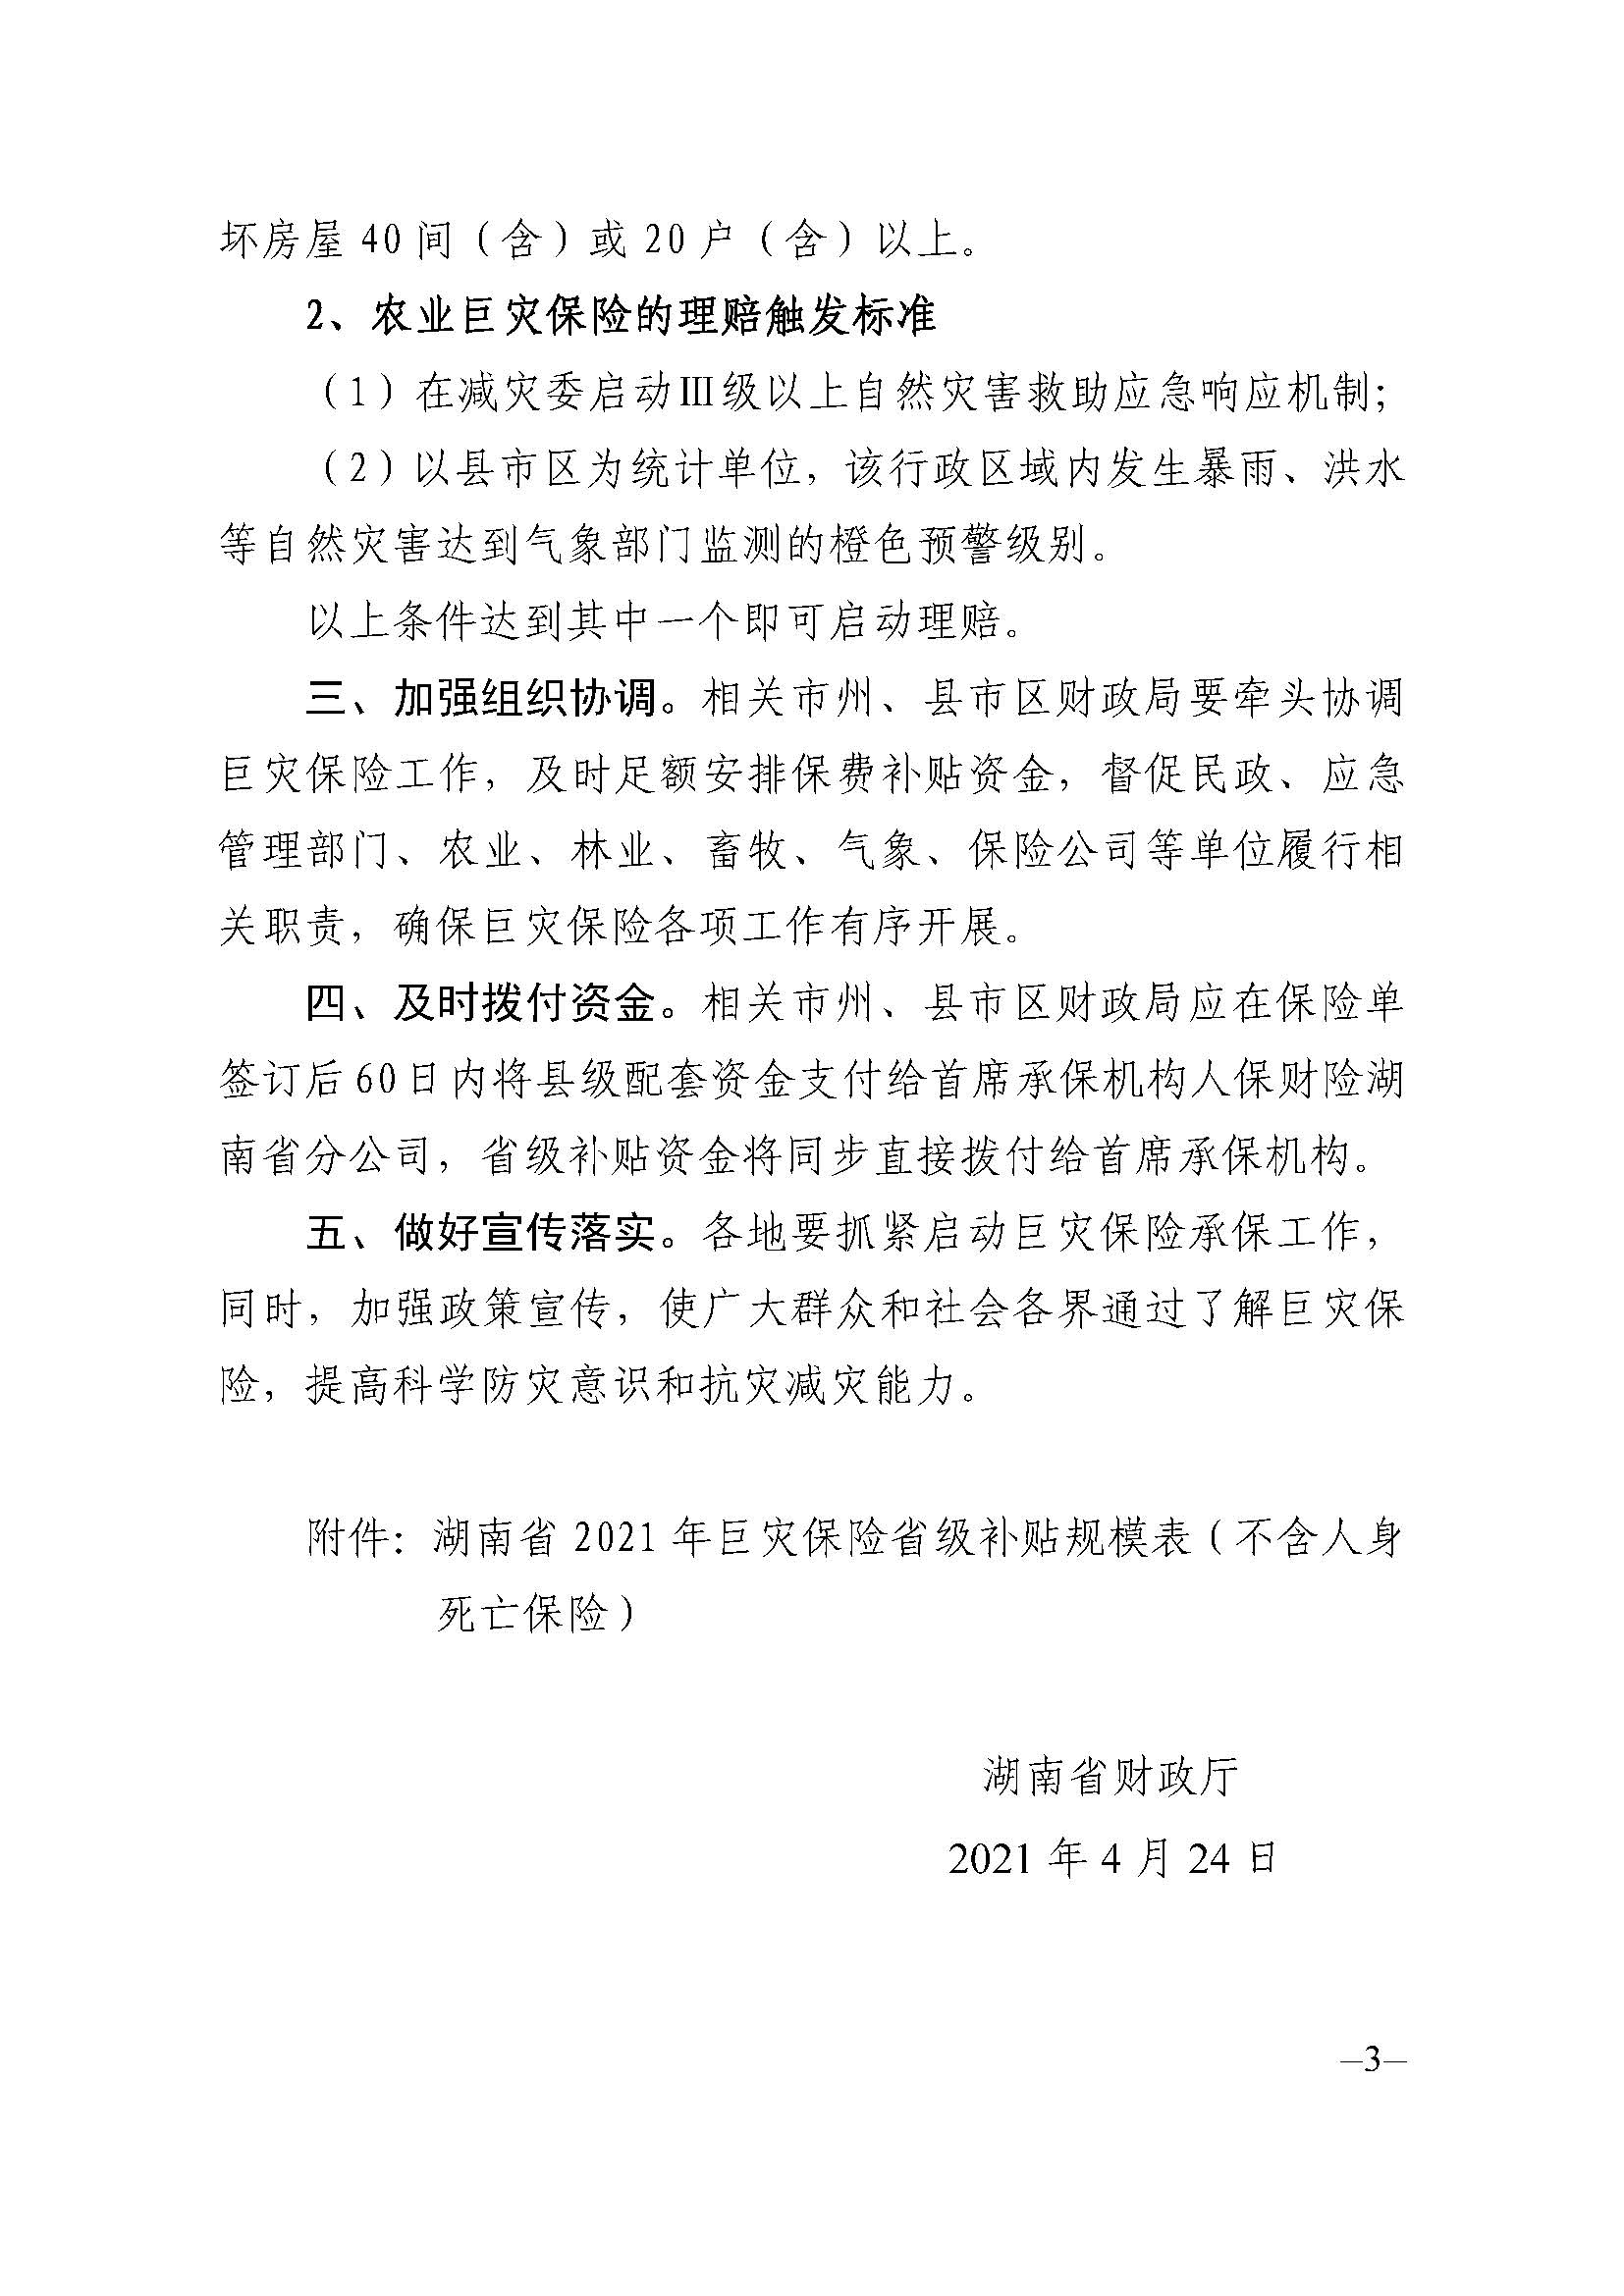 坏房屋 40 间（含）或 20 户（含）以上。
2、农业巨灾保险的理赔触发标准
（1）在减灾委启动Ⅲ级以上自然灾害救助应急响应机制；
（2）以县市区为统计单位，该行政区域内发生暴雨、洪水
等自然灾害达到气象部门监测的橙色预警级别。
以上条件达到其中一个即可启动理赔。
三、加强组织协调。相关市州、县市区财政局要牵头协调
巨灾保险工作，及时足额安排保费补贴资金，督促民政、应急
管理部门、农业、林业、畜牧、气象、保险公司等单位履行相
关职责，确保巨灾保险各项工作有序开展。
四、及时拨付资金。相关市州、县市区财政局应在保险单
签订后 60 日内将县级配套资金支付给首席承保机构人保财险湖
南省分公司，省级补贴资金将同步直接拨付给首席承保机构。
五、做好宣传落实。各地要抓紧启动巨灾保险承保工作，
同时，加强政策宣传，使广大群众和社会各界通过了解巨灾保
险，提高科学防灾意识和抗灾减灾能力。
附件：湖南省 2021 年巨灾保险省级补贴规模表（不含人身
死亡保险）
湖南省财政厅
2021 年 4 月 24 日
—3—